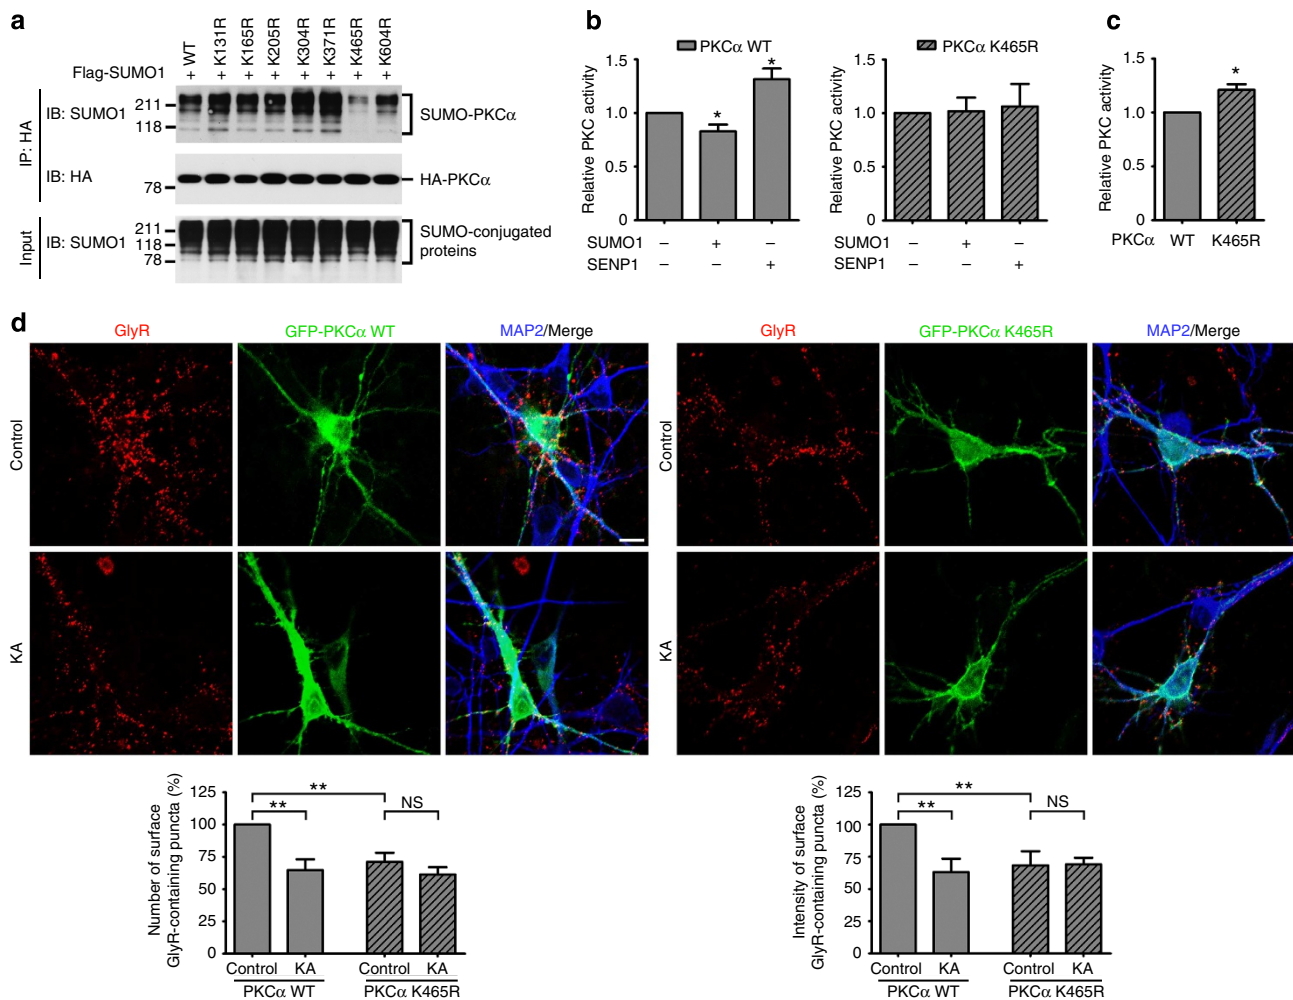 a
WT
K131R
K165R
K205R
K304R
K371R
K465R
K604R
Flag-SUMO1 + + + + + + + +
IP: HA
IB: SUMO1
211
118
SUMO-PKCα
IB: HA
78
HA-PKCα
Input
IB: SUMO1
211
118
78
SUMO-conjugated
proteins
b
PKCα WT
Relative PKC activity
1.5
1.0
0.5
0
*
*
SUMO1 – + –
SENP1 – – +
PKCα K465R
Relative PKC activity
1.5
1.0
0.5
0
SUMO1 – + –
SENP1 – – +
c
Relative PKC activity
1.5
1.0
0.5
0
*
PKCα WT K465R
d
GlyR GFP-PKCα WT MAP2/Merge GlyR GFP-PKCα K465R MAP2/Merge
Control
Control
KA
KA
Number of surface
GlyR-containing puncta (%)
125
100
75
50
25
0
**
**
NS
Control KA Control KA
PKCα WT PKCα K465R
Intensity of surface
GlyR-containing puncta (%)
125
100
75
50
25
0
**
**
NS
Control KA Control KA
PKCα WT PKCα K465R